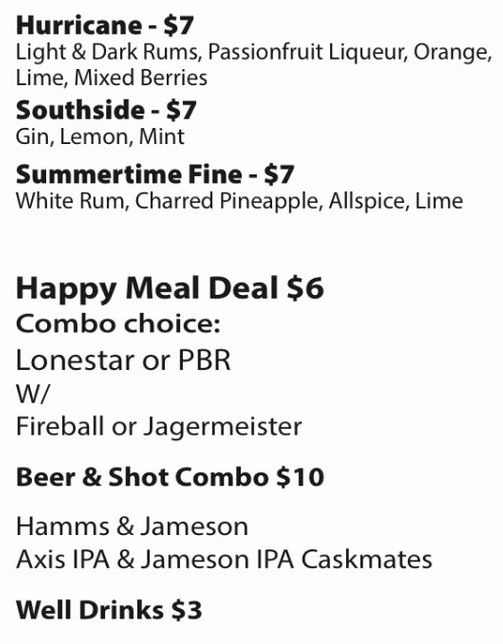 Hurricane - $7
Light & Dark Rums, Passionfruit Liqueur, Orange,
Lime, Mixed Berries
Southside - $7
Gin, Lemon, Mint
Summertime Fine - $7
White Rum, Charred Pineapple, Allspice, Lime
Happy Meal Deal $6
Combo choice:
Lonestar or PBR
W/
Fireball or Jagermeister
Beer & Shot Combo $10
Hamms & Jameson
Axis IPA & Jameson IPA Caskmates
Well Drinks $3